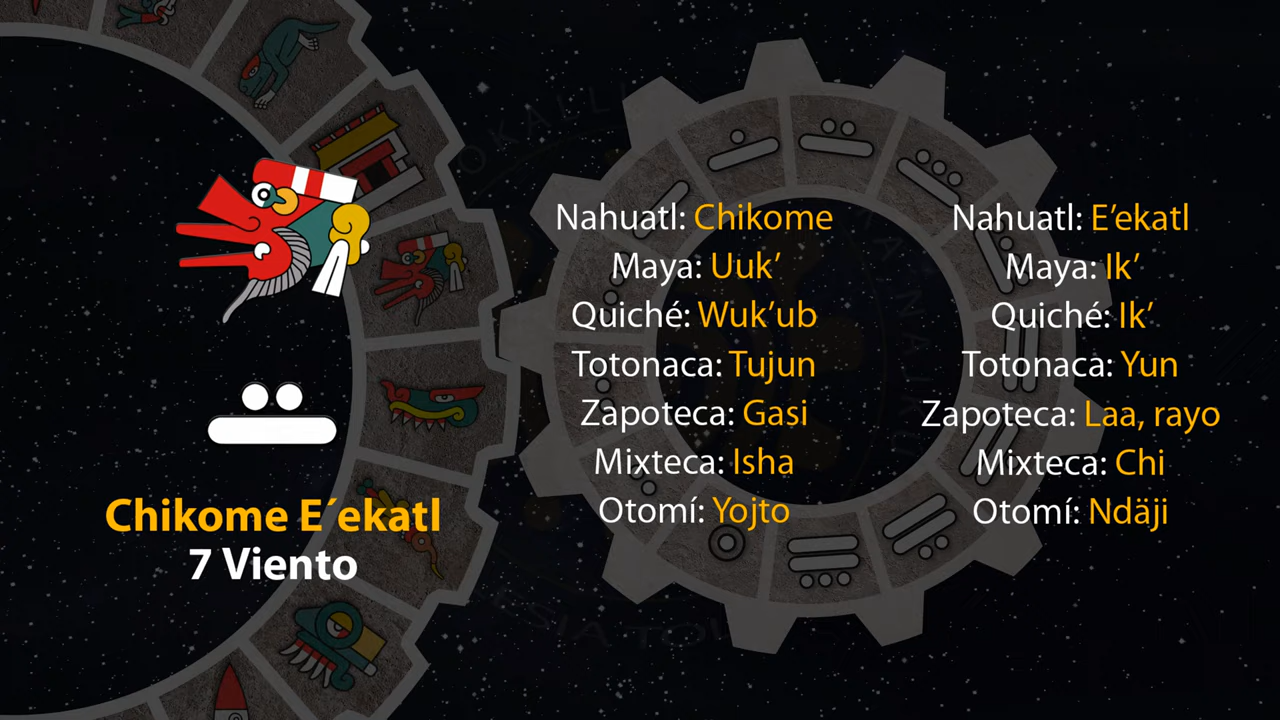 Nahuatl: Chikome
Maya: Uuk’
Quiché: Wuk’ub
Totonaca: Tujun
Zapoteca: Gasi
Mixteca: Isha
Otomí: Yojto
Nahuatl: E’ekatl
Maya: Ik’
Quiché: Ik’
Totonaca: Yun
Zapoteca: Laa, rayo
Mixteca: Chi
Otomí: Ndäji
Chikome E´ekatl
7 Viento